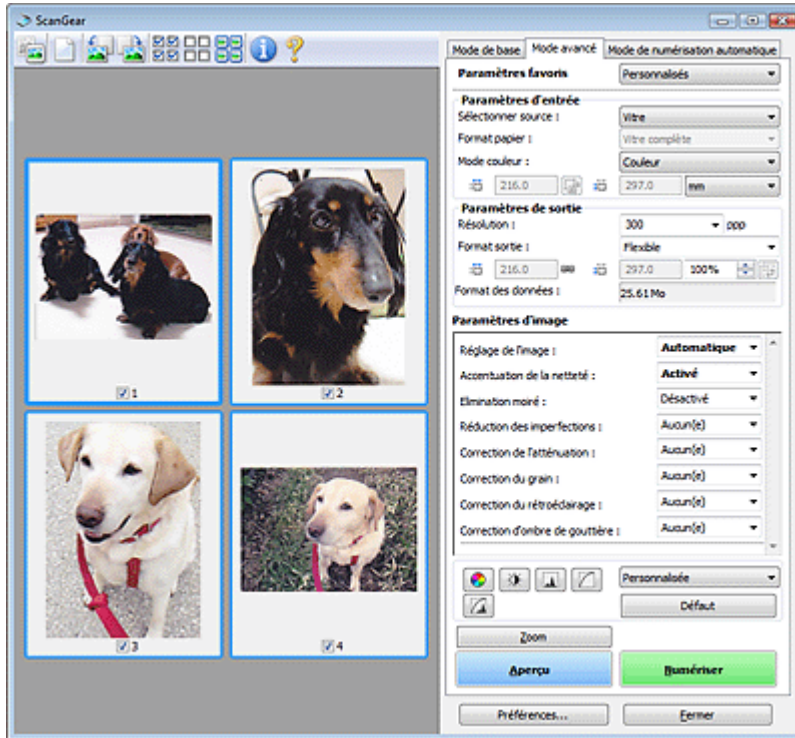 ScanGear
Mode de base Mode avancé Mode de numérisation automatique
Paramètres favoris Personnalisés
Paramètres d'entrée
Sélectionner source : Vitre
Format papier : Vitre complète
Mode couleur : Couleur
216.0 297.0 mm
Paramètres de sortie
Résolution : 300 ppp
Format sortie : Flexible
216.0 297.0 100%
Format des données : 25.61 Mo
Paramètres d'image
Réglage de l'image : Automatique
Accentuation de la netteté : Activé
Elimination moiré : Désactivé
Réduction des imperfections : Aucun(e)
Correction de l'atténuation : Aucun(e)
Correction du grain : Aucun(e)
Correction du rétroéclairage : Aucun(e)
Correction d'ombre de gouttière : Aucun(e)
Personnalisée
Défaut
Zoom
Aperçu Numériser
Préférences... Fermer
1
2
3
4